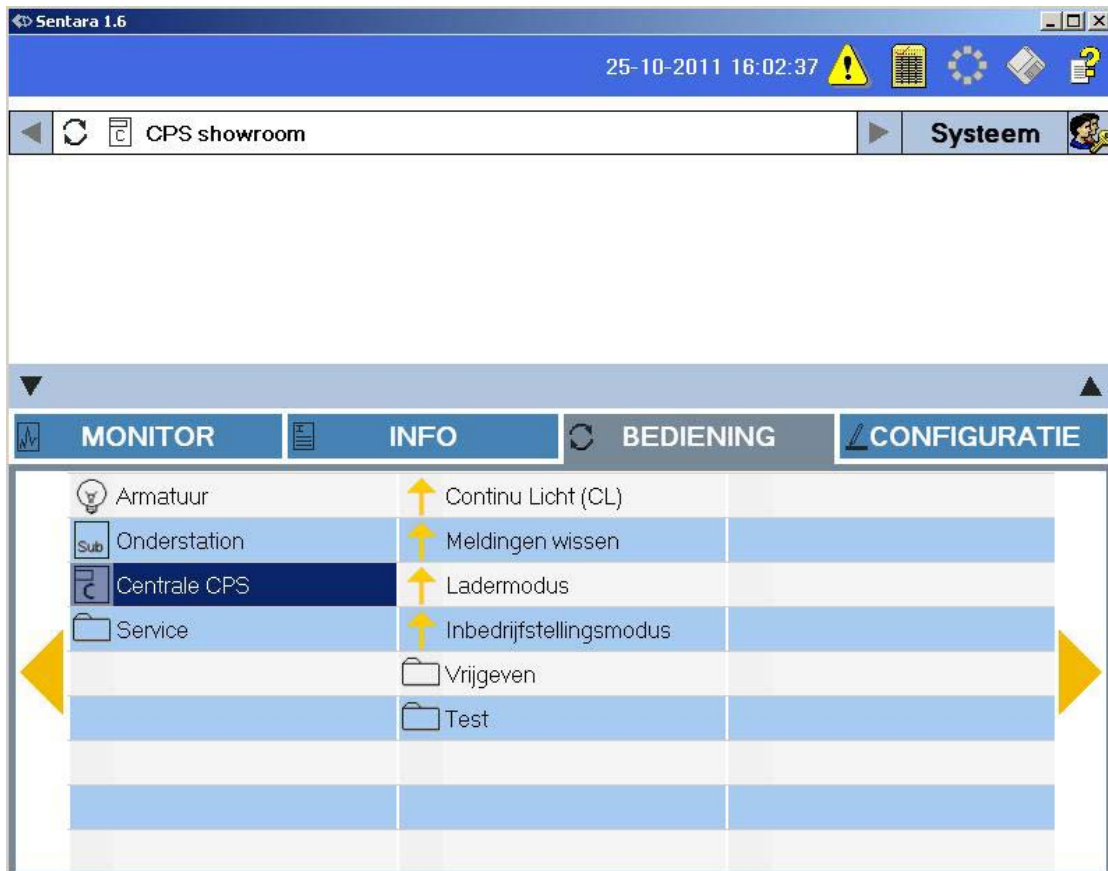 Sentara 1.6
25-10-2011 16:02:37
CPS showroom
Systeem
MONITOR
INFO
BEDIENING
CONFIGURATIE
Armatuur
Continu Licht (CL)
Sub Onderstation
Meldingen wissen
C Centrale CPS
Ladermodus
Service
Inbedrijfstellingsmodus
Vrijgeven
Test